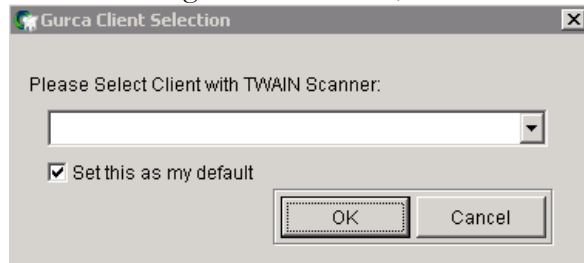 Gurca Client Selection
Please Select Client with TWAIN Scanner:
Set this as my default
OK Cancel